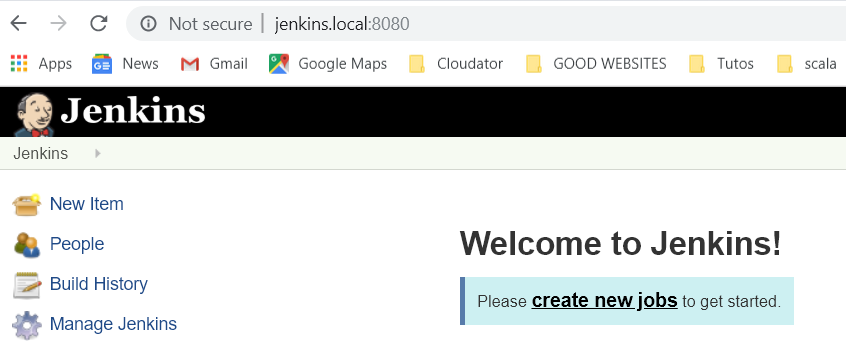 Not secure | jenkins.local:8080
Apps News Gmail Google Maps Cloudator GOOD WEBSITES Tutos scala
Jenkins
Jenkins
New Item
People
Build History
Manage Jenkins
Welcome to Jenkins!
Please create new jobs to get started.